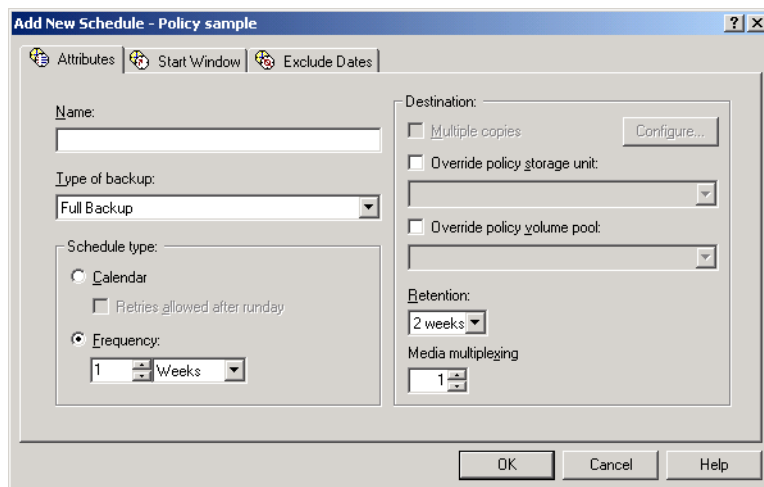 Add New Schedule - Policy sample
Attributes
Start Window
Exclude Dates
Name:
Type of backup:
Full Backup
Schedule type:
Calendar
Retries allowed after runday
Frequency:
1
Weeks
Destination:
Multiple copies
Configure...
Override policy storage unit:
Override policy volume pool:
Retention:
2 weeks
Media multiplexing
1
OK
Cancel
Help